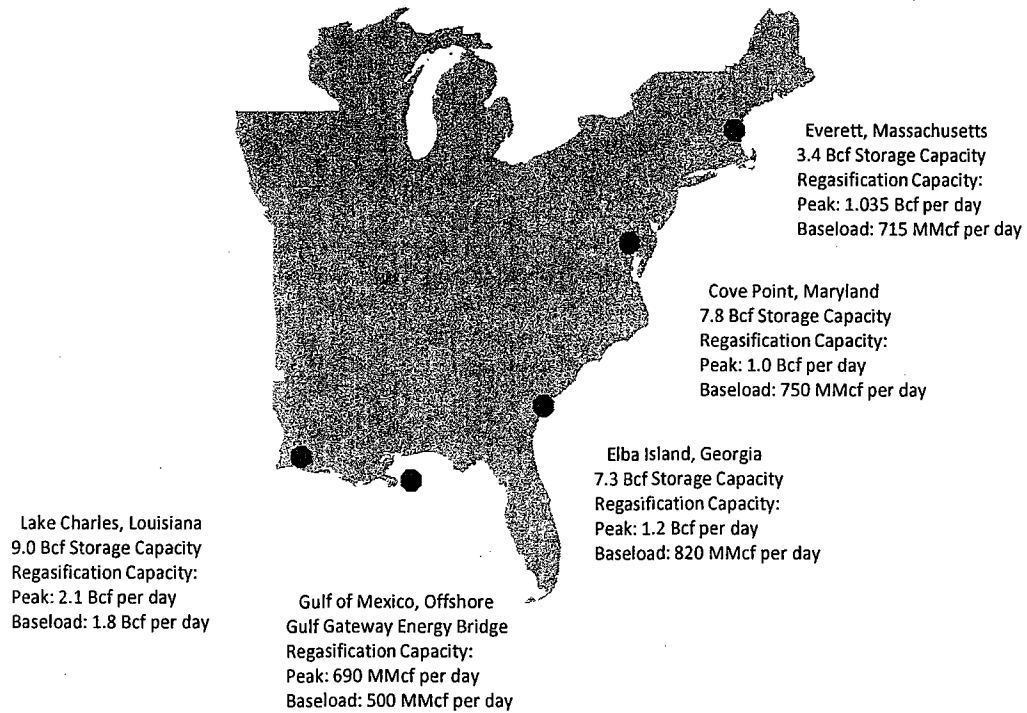 Everett, Massachusetts
3.4 Bcf Storage Capacity
Regasification Capacity:
Peak: 1.035 Bcf per day
Baseload: 715 MMcf per day
Cove Point, Maryland
7.8 Bcf Storage Capacity
Regasification Capacity:
Peak: 1.0 Bcf per day
Baseload: 750 MMcf per day
Elba Island, Georgia
7.3 Bcf Storage Capacity
Regasification Capacity:
Peak: 1.2 Bcf per day
Baseload: 820 MMcf per day
Lake Charles, Louisiana
9.0 Bcf Storage Capacity
Regasification Capacity:
Peak: 2.1 Bcf per day
Baseload: 1.8 Bcf per day
Gulf of Mexico, Offshore
Gulf Gateway Energy Bridge
Regasification Capacity:
Peak: 690 MMcf per day
Baseload: 500 MMcf per day